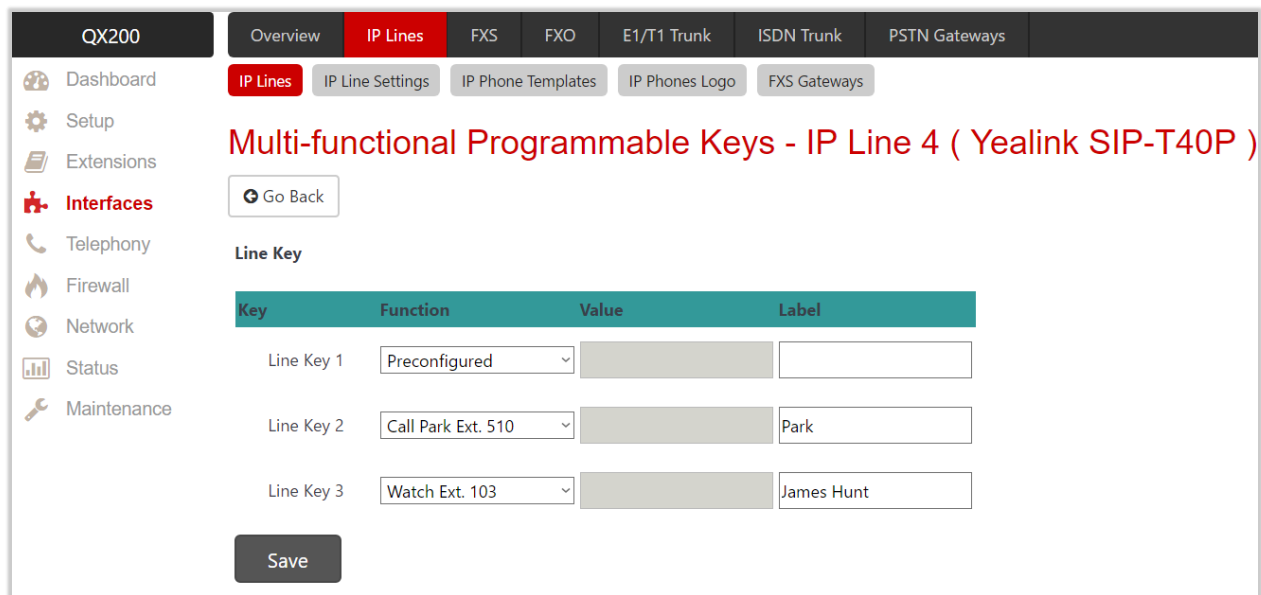 QX200
Overview IP Lines FXS FXO E1/T1 Trunk ISDN Trunk PSTN Gateways
Dashboard
Setup
Extensions
Interfaces
Telephony
Firewall
Network
Status
Maintenance
IP Lines IP Line Settings IP Phone Templates IP Phones Logo FXS Gateways
Multi-functional Programmable Keys - IP Line 4 ( Yealink SIP-T40P )
Go Back
Line Key
Key Function Value Label
Line Key 1 Preconfigured
Line Key 2 Call Park Ext. 510 Park
Line Key 3 Watch Ext. 103 James Hunt
Save